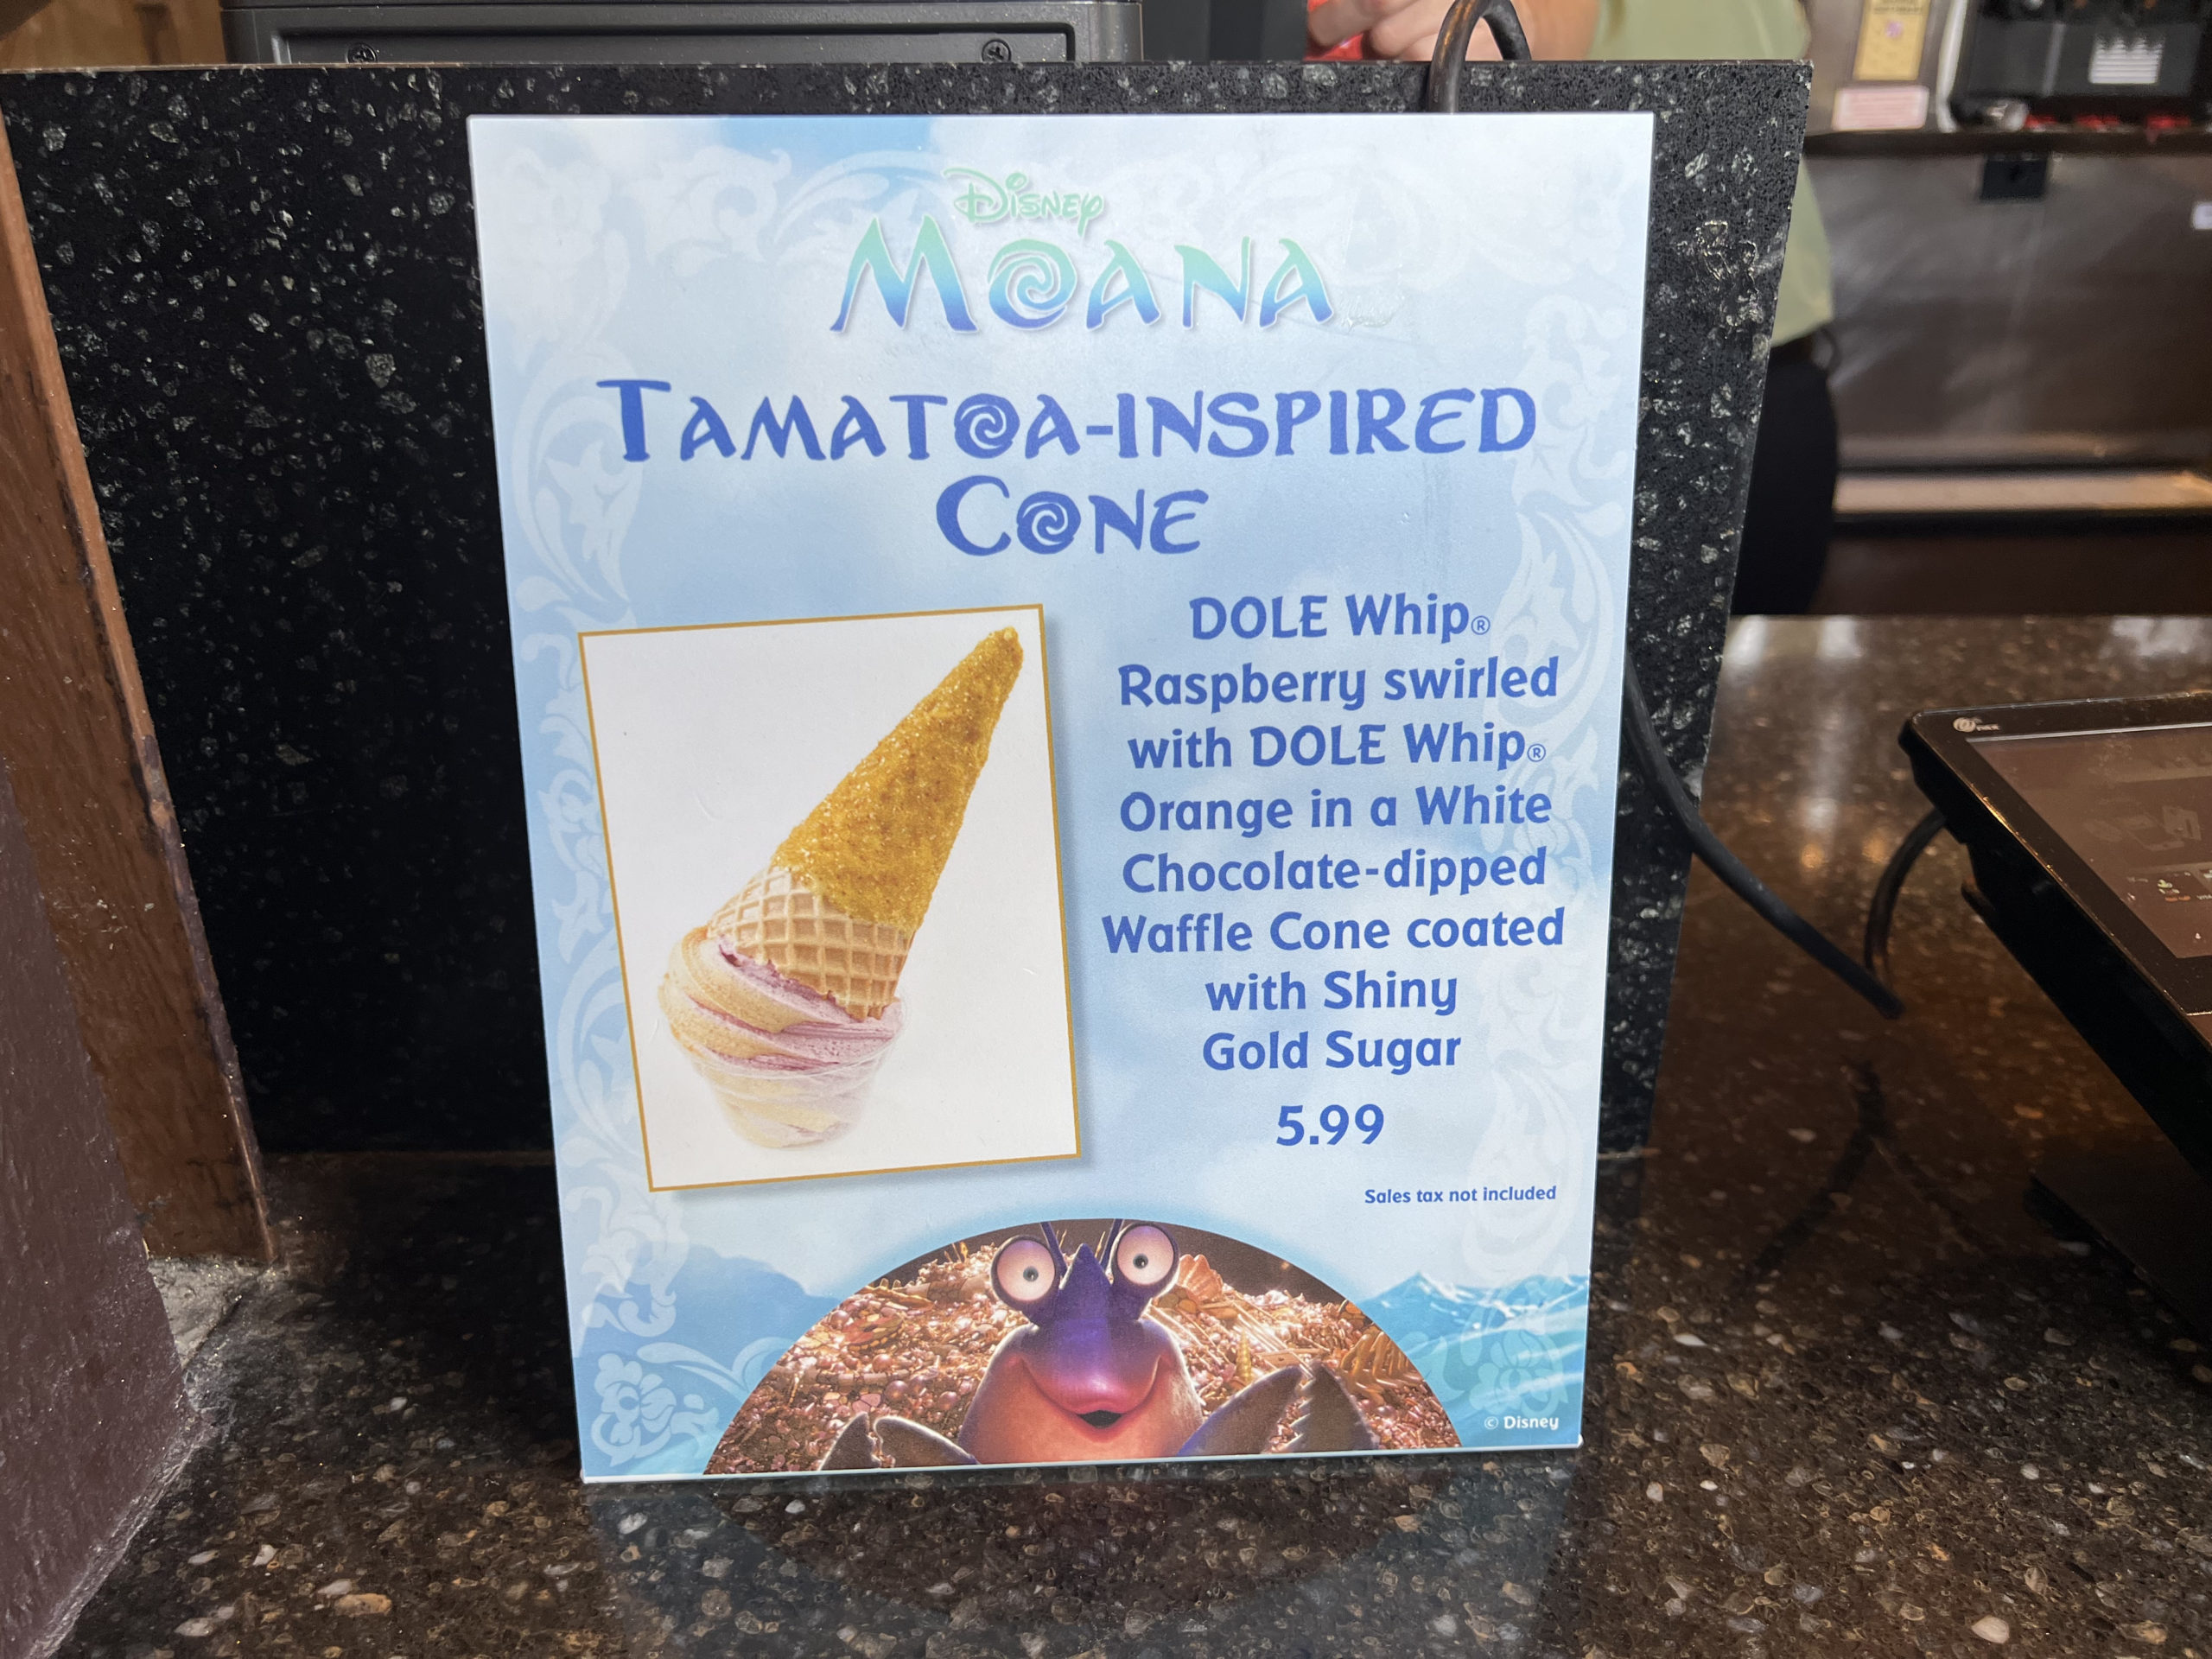 Disney
MOANA
TAMATOA-INSPIRED
CONE
DOLE Whip®
Raspberry swirled
with DOLE Whip®
Orange in a White
Chocolate-dipped
Waffle Cone coated
with Shiny
Gold Sugar
5.99
Sales tax not included
© Disney